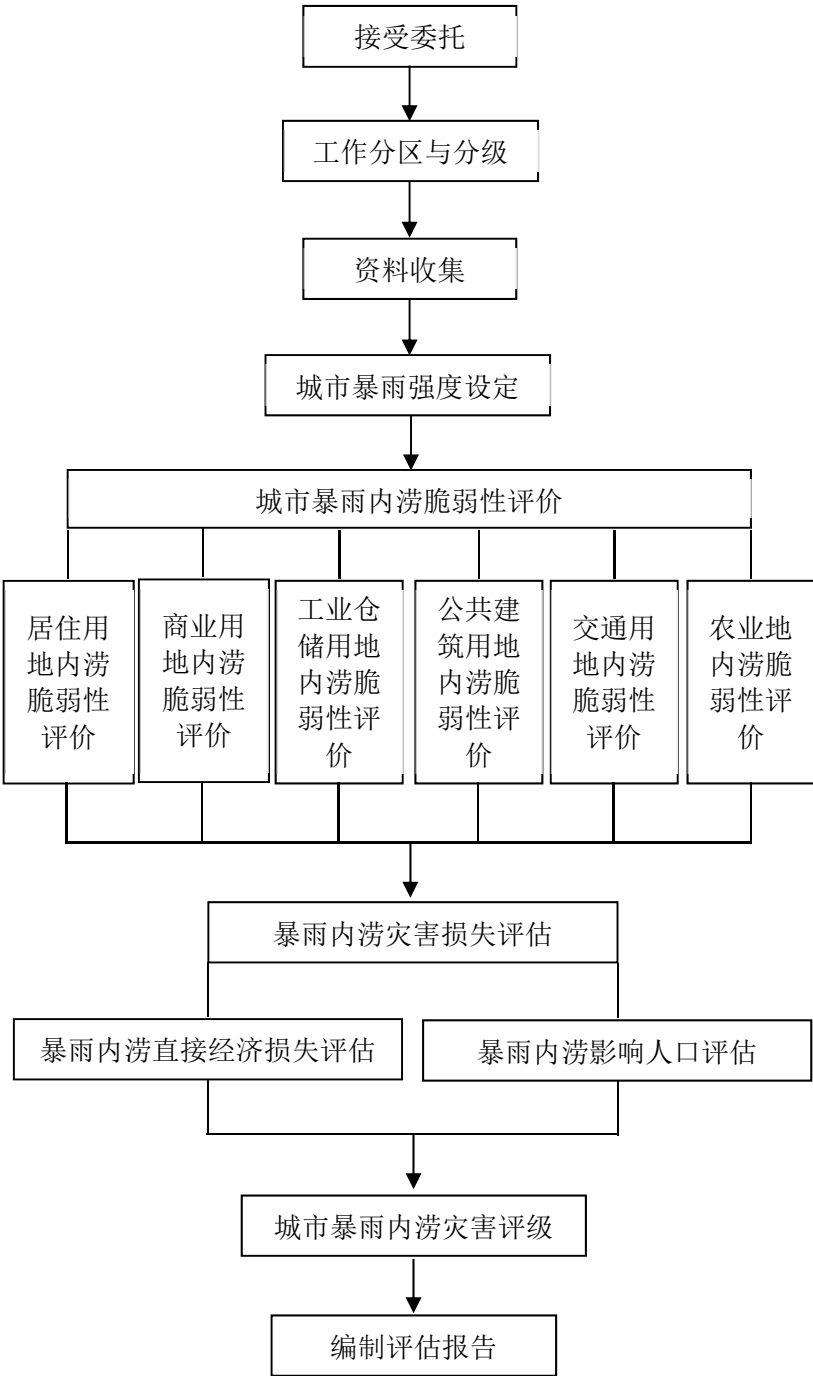 接受委托
工作分区与分级
资料收集
城市暴雨强度设定
城市暴雨内涝脆弱性评价
居住用
地内涝
脆弱性
评价
商业用
地内涝
脆弱性
评价
工业仓
储用地
内涝脆
弱性评
价
公共建
筑用地
内涝脆
弱性评
价
交通用
地内涝
脆弱性
评价
农业地
内涝脆
弱性评
价
暴雨内涝灾害损失评估
暴雨内涝直接经济损失评估
暴雨内涝影响人口评估
城市暴雨内涝灾害评级
编制评估报告